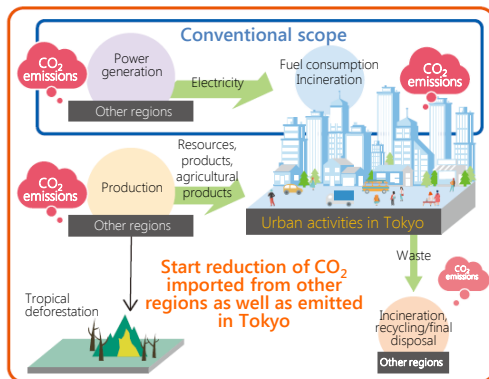 Conventional scope
CO2
emissions
Power
generation
Other regions
Electricity
Fuel consumption
Incineration
CO2
emissions
CO2
emissions
Production
Other regions
Resources,
products,
agricultural
products
Urban activities in Tokyo
Waste
Start reduction of CO2
imported from other
regions as well as emitted
in Tokyo
CO2
emissions
Tropical
deforestation
Incineration,
recycling/final
disposal
Other regions